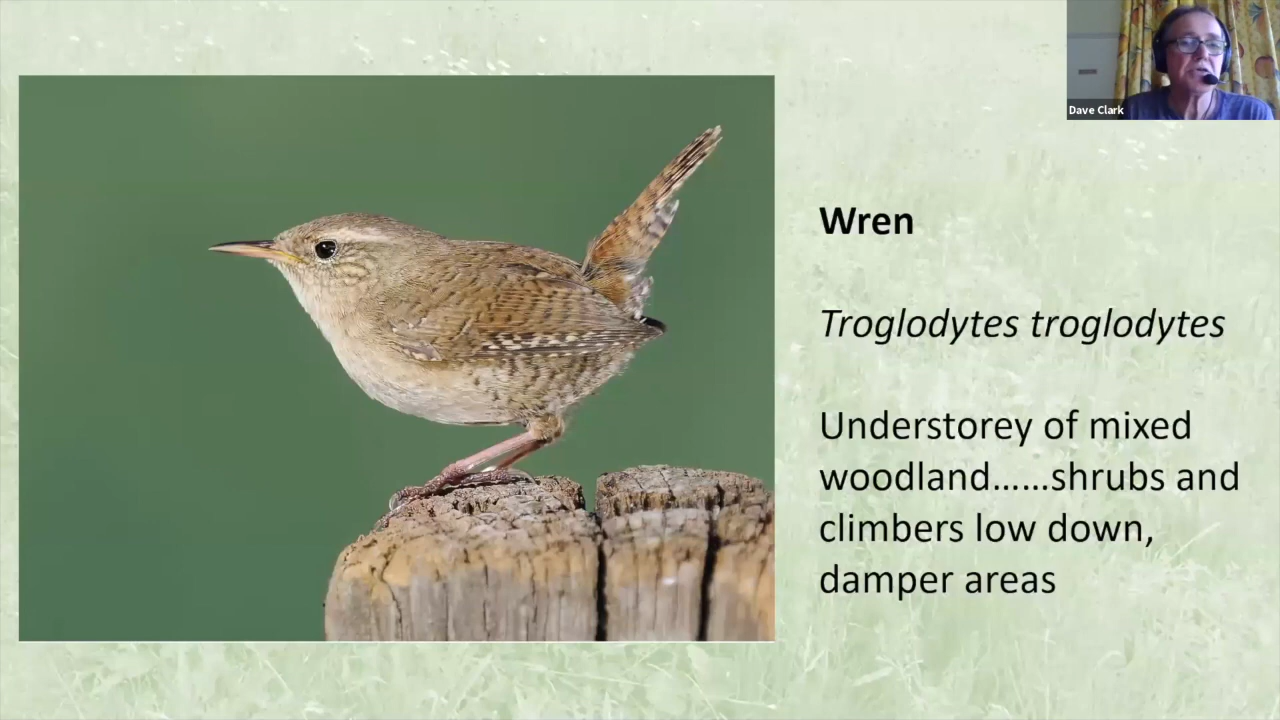 Dave Clark
Wren
Troglodytes troglodytes
Understorey of mixed
woodland......shrubs and
climbers low down,
damper areas